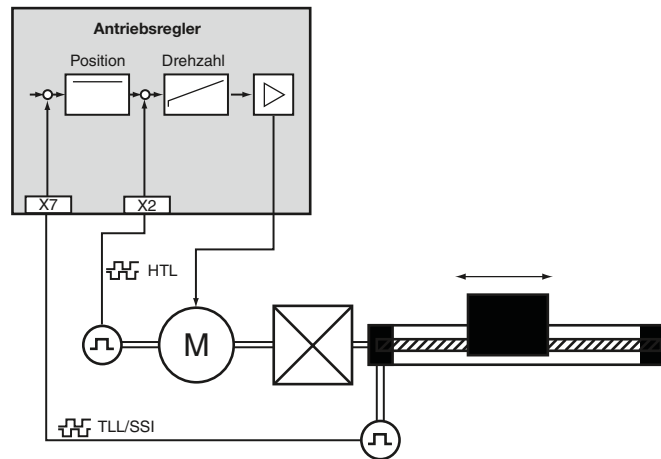 Antriebsregler
Position
Drehzahl
X7
X2
HTL
M
TLL/SSI